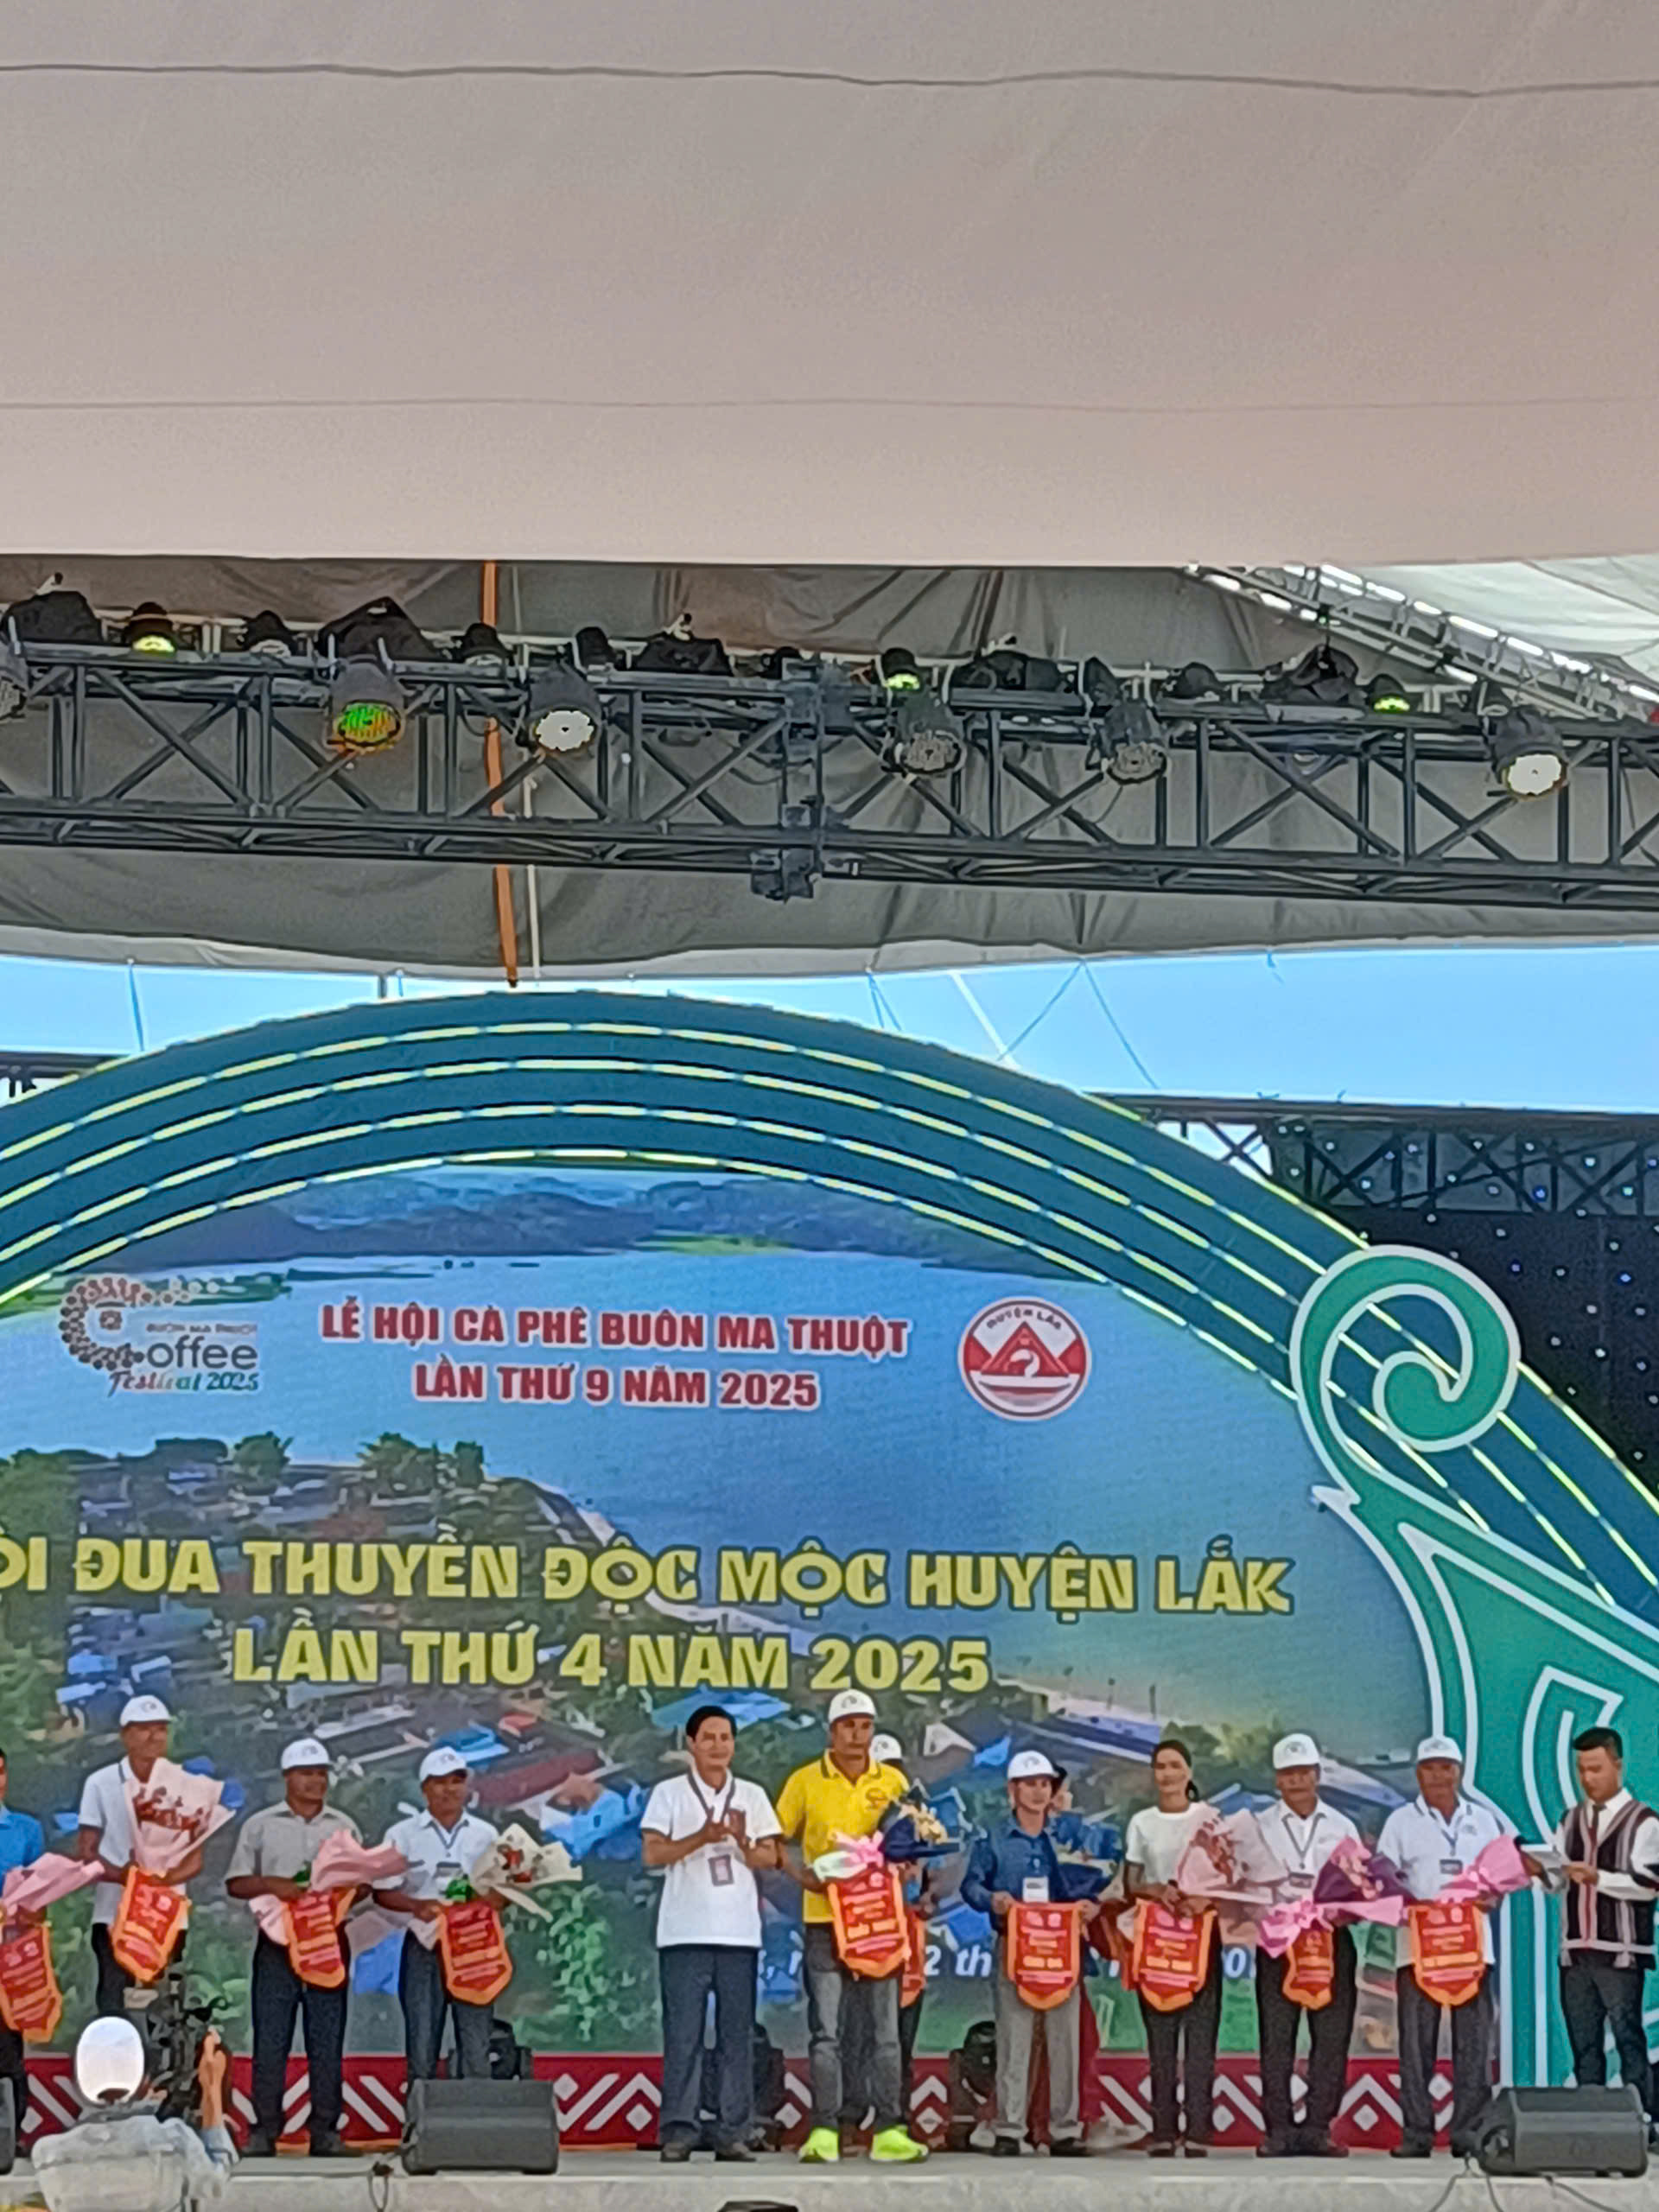 LỄ HỘI CÀ PHÊ BUÔN MA THUỘT
LẦN THỨ 9 NĂM 2025
Coffee
Festival 2025
HUYỆN LẮK
ỘI ĐUA THUYỀN ĐỘC MỘC HUYỆN LẮK
LẦN THỨ 4 NĂM 2025